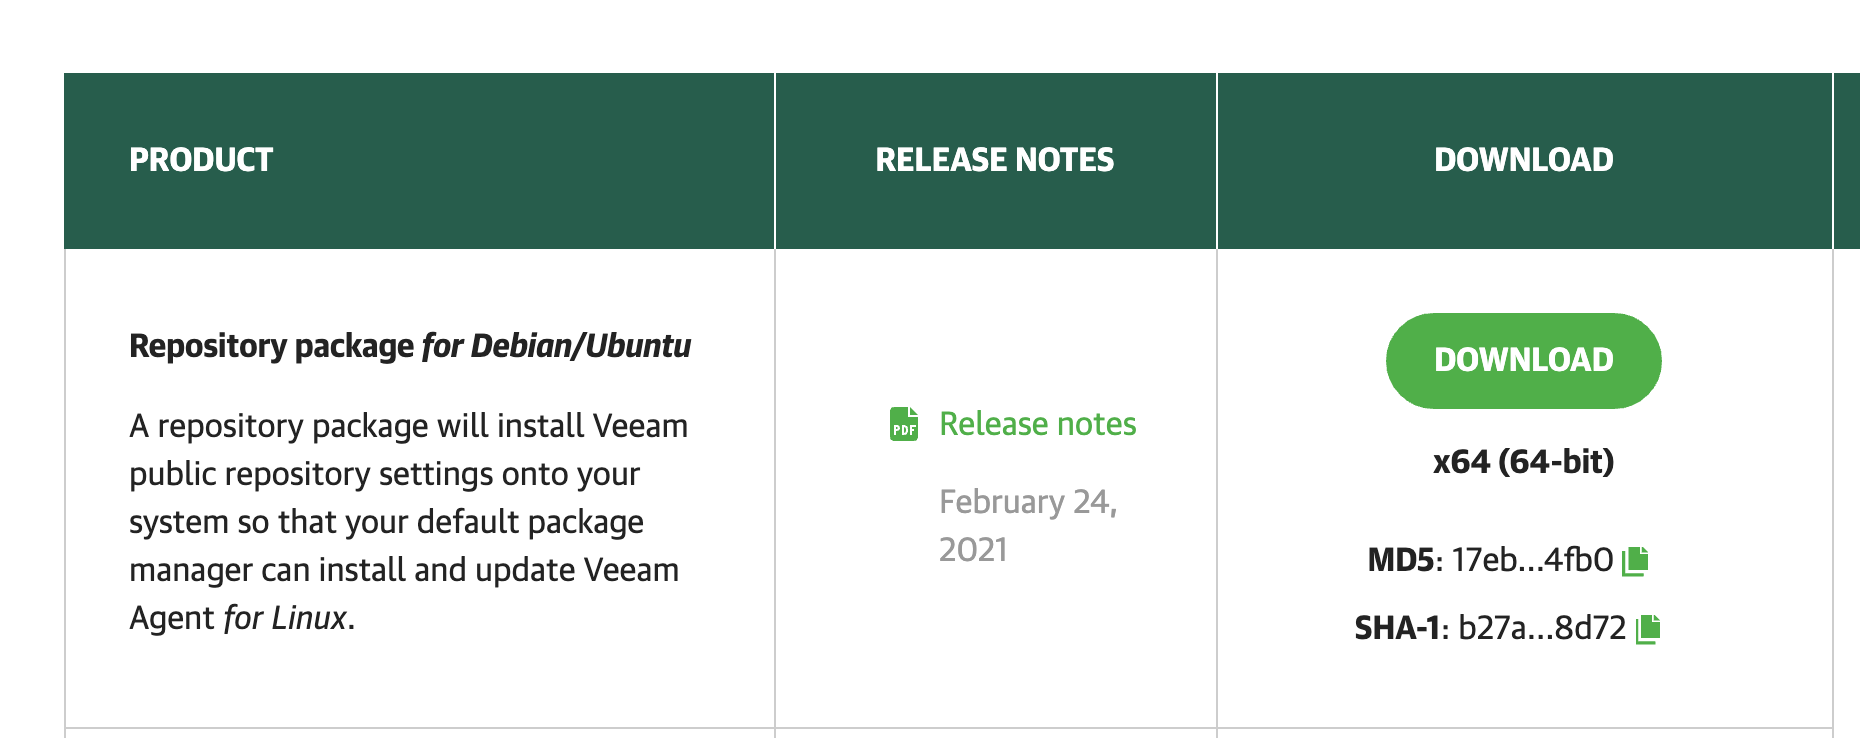 PRODUCT
RELEASE NOTES
DOWNLOAD
Repository package for Debian/Ubuntu
A repository package will install Veeam
public repository settings onto your
system so that your default package
manager can install and update Veeam
Agent for Linux.
PDF
Release notes
February 24,
2021
DOWNLOAD
x64 (64-bit)
MD5: 17eb...4fb0
SHA-1: b27a...8d72